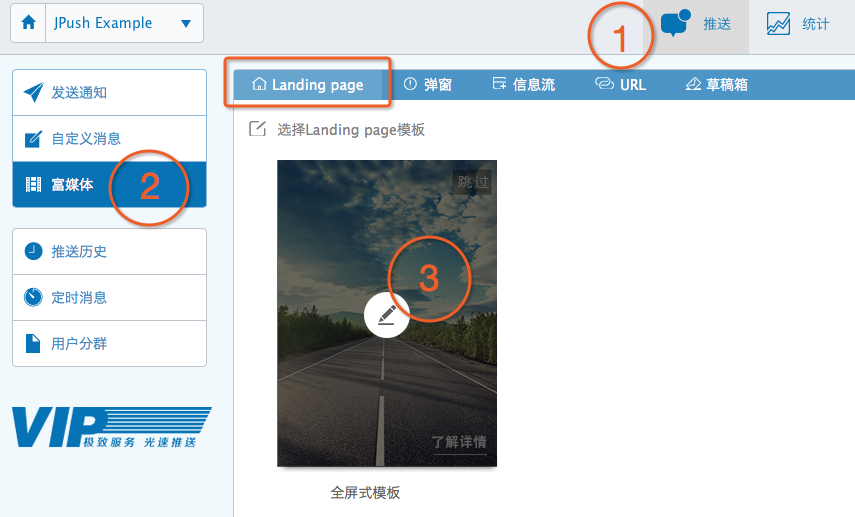 JPush Example
1
推送
统计
发送通知
自定义消息
富媒体
2
推送历史
定时消息
用户分群
VIP
极致服务 光速推送
Landing page
弹窗
信息流
URL
草稿箱
选择Landing page模板
跳过
3
了解详情
全屏式模板